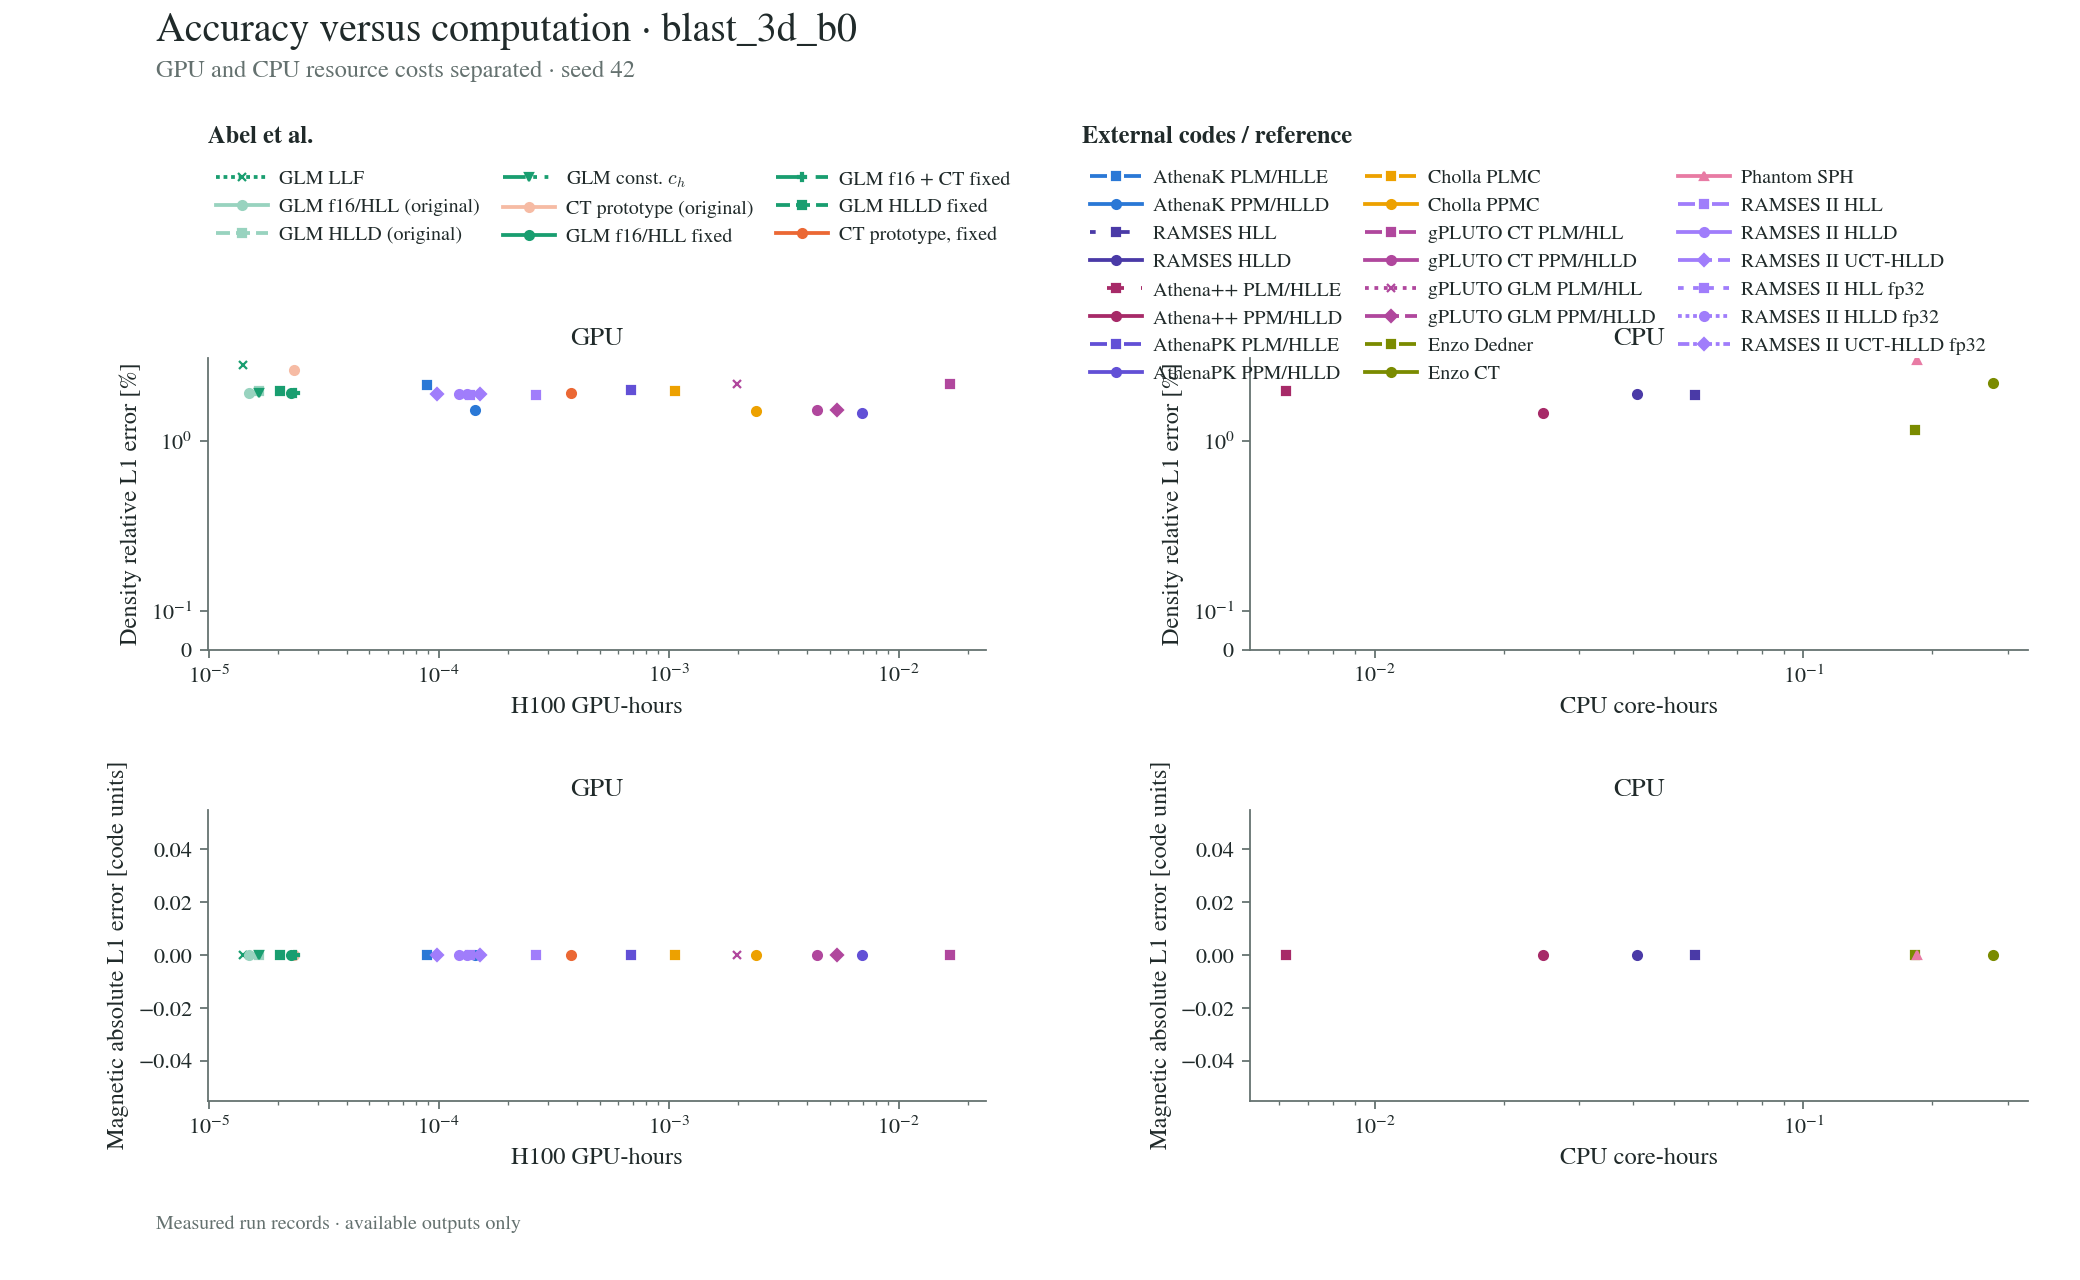 Accuracy versus computation · blast_3d_b0
GPU and CPU resource costs separated · seed 42
Abel et al.
GLM LLF
GLM f16/HLL (original)
GLM HLLD (original)
GLM const. c_h
CT prototype (original)
GLM f16/HLL fixed
GLM f16 + CT fixed
GLM HLLD fixed
CT prototype, fixed
External codes / reference
AthenaK PLM/HLLE
AthenaK PPM/HLLD
RAMSES HLL
RAMSES HLLD
Athena++ PLM/HLLE
Athena++ PPM/HLLD
AthenaPK PLM/HLLE
AthenaPK PPM/HLLD
Cholla PLMC
Cholla PPMC
gPLUTO CT PLM/HLL
gPLUTO CT PPM/HLLD
gPLUTO GLM PLM/HLL
gPLUTO GLM PPM/HLLD
Enzo Dedner
Enzo CT
Phantom SPH
RAMSES II HLL
RAMSES II HLLD
RAMSES II UCT-HLLD
RAMSES II HLL fp32
RAMSES II HLLD fp32
RAMSES II UCT-HLLD fp32
GPU
Density relative L1 error [%]
10⁰
10⁻¹
0
10⁻⁵ 10⁻⁴ 10⁻³ 10⁻²
H100 GPU-hours
CPU
Density relative L1 error [%]
10⁰
10⁻¹
0
10⁻² 10⁻¹
CPU core-hours
GPU
Magnetic absolute L1 error [code units]
0.04
0.02
0.00
−0.02
−0.04
10⁻⁵ 10⁻⁴ 10⁻³ 10⁻²
H100 GPU-hours
CPU
Magnetic absolute L1 error [code units]
0.04
0.02
0.00
−0.02
−0.04
10⁻² 10⁻¹
CPU core-hours
Measured run records · available outputs only